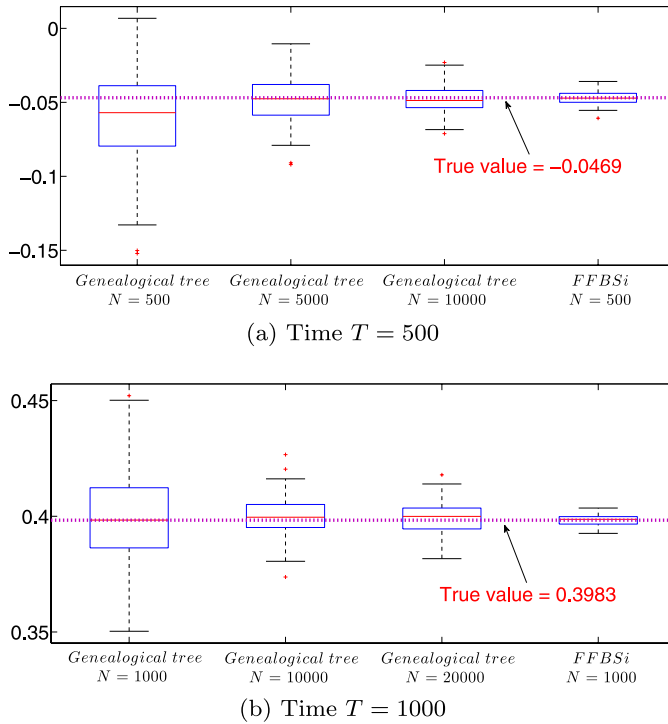 0
−0.05
−0.1
−0.15
True value = −0.0469
Genealogical tree Genealogical tree Genealogical tree FFBSi
N = 500 N = 5000 N = 10000 N = 500
(a) Time T = 500
0.45
0.4
0.35
True value = 0.3983
Genealogical tree Genealogical tree Genealogical tree FFBSi
N = 1000 N = 10000 N = 20000 N = 1000
(b) Time T = 1000